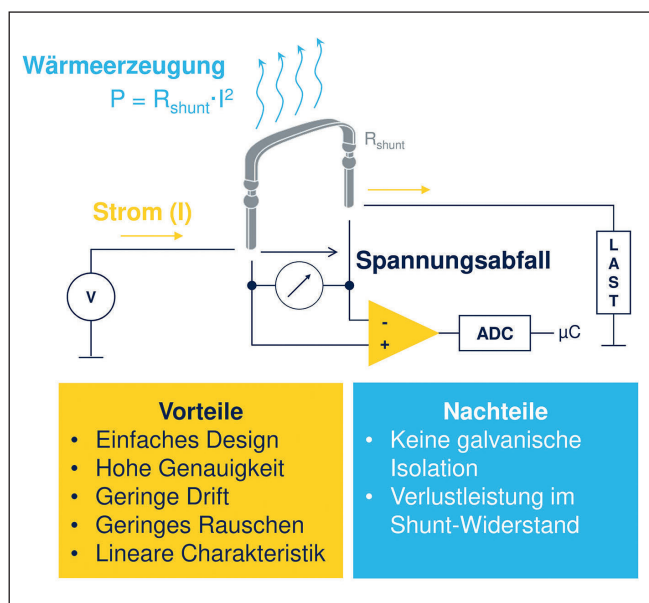 Wärmeerzeugung
P = Rshunt·I²
Rshunt
Strom (I)
Spannungsabfall
V
LAST
-
+
ADC
µC
Vorteile
• Einfaches Design
• Hohe Genauigkeit
• Geringe Drift
• Geringes Rauschen
• Lineare Charakteristik
Nachteile
• Keine galvanische
Isolation
• Verlustleistung im
Shunt-Widerstand